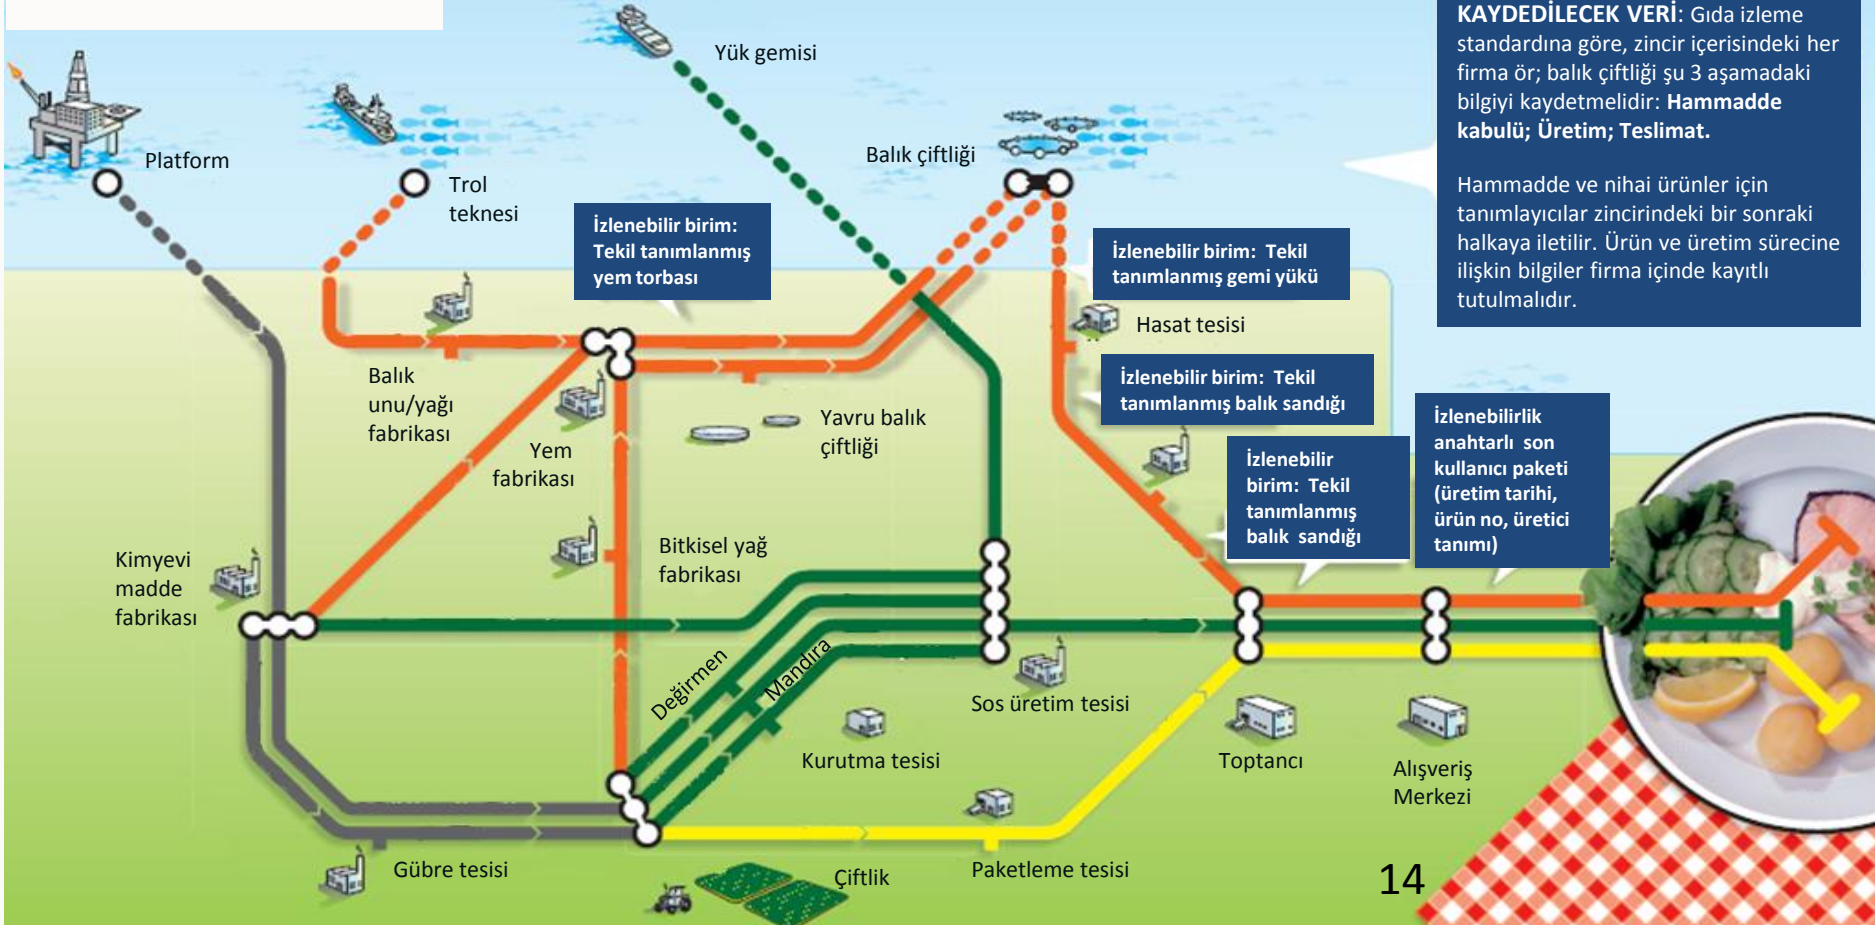 KAYDEDİLECEK VERİ: Gıda izleme
standardına göre, zincir içerisindeki her
firma ör; balık çiftliği şu 3 aşamadaki
bilgiyi kaydetmelidir: Hammadde
kabulü; Üretim; Teslimat.
Hammadde ve nihai ürünler için
tanımlayıcılar zincirindeki bir sonraki
halkaya iletilir. Ürün ve üretim sürecine
ilişkin bilgiler firma içinde kayıtlı
tutulmalıdır.
Yük gemisi
Platform
Trol
teknesi
Balık çiftliği
İzlenebilir birim:
Tekil tanımlanmış
yem torbası
İzlenebilir birim: Tekil
tanımlanmış gemi yükü
Hasat tesisi
Balık
unu/yağı
fabrikası
Yem
fabrikası
Yavru balık
çiftliği
İzlenebilir birim: Tekil
tanımlanmış balık sandığı
İzlenebilir
birim: Tekil
tanımlanmış
balık sandığı
İzlenebilirlik
anahtarlı son
kullanıcı paketi
(üretim tarihi,
ürün no, üretici
tanımı)
Kimyevi
madde
fabrikası
Bitkisel yağ
fabrikası
Değirmen
Mandıra
Sos üretim tesisi
Kurutma tesisi
Toptancı
Alışveriş
Merkezi
Gübre tesisi
Çiftlik
Paketleme tesisi
14